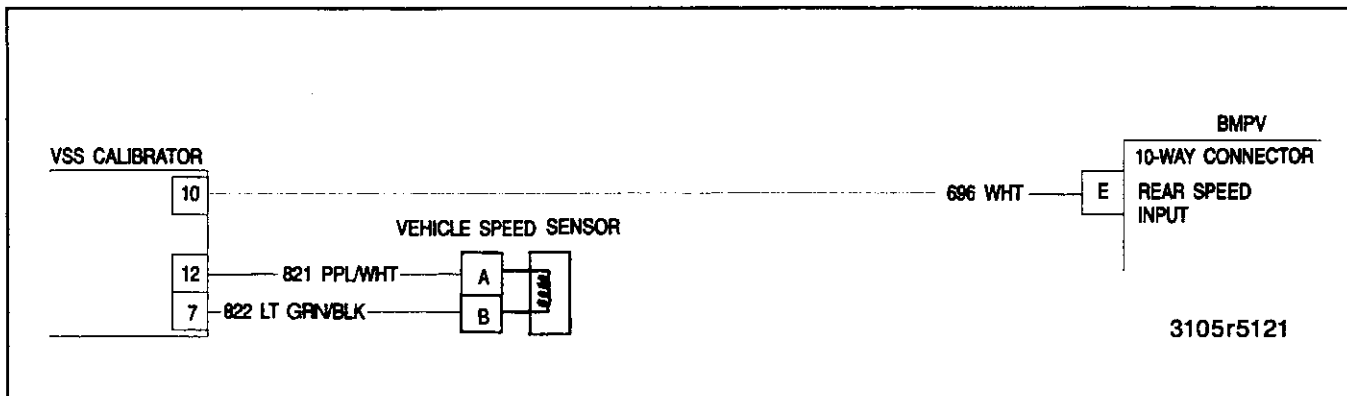 BMPV
VSS CALIBRATOR
10-WAY CONNECTOR
10
696 WHT
E
REAR SPEED
INPUT
VEHICLE SPEED SENSOR
12
821 PPL/WHT
A
7
822 LT GRN/BLK
B
3105r5121